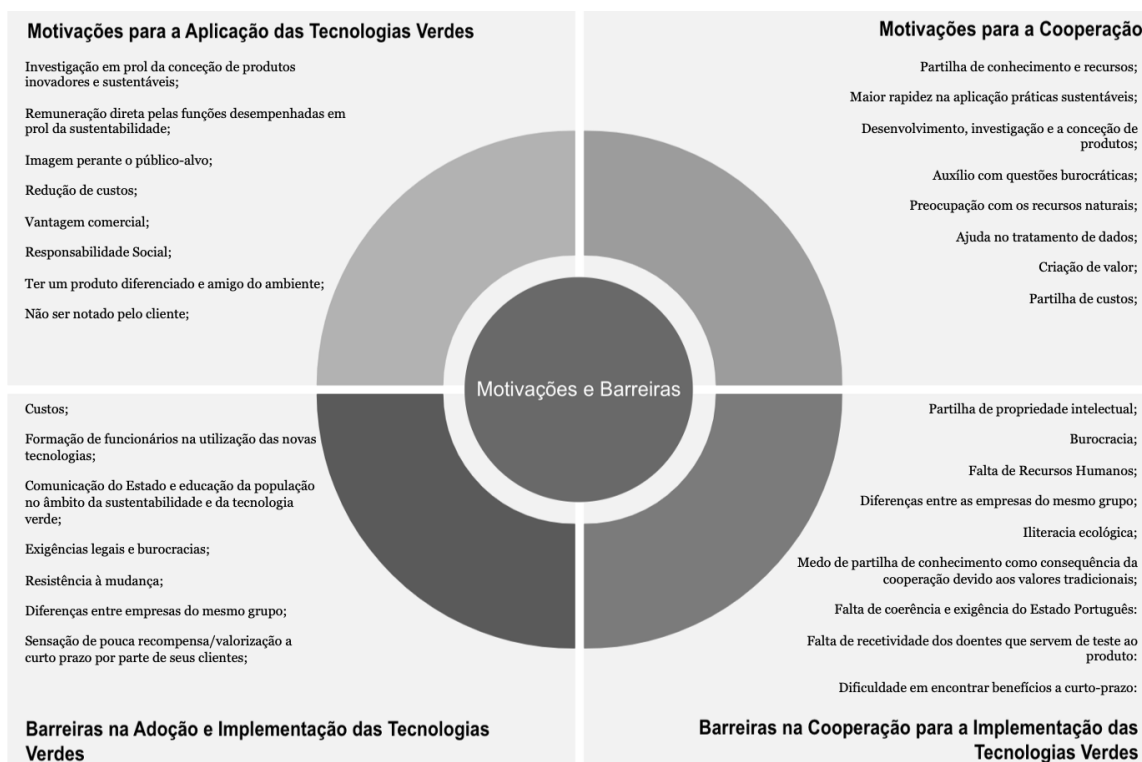 Motivações para a Aplicação das Tecnologias Verdes
Investigação em prol da conceção de produtos
inovadores e sustentáveis;
Remuneração direta pelas funções desempenhadas em
prol da sustentabilidade;
Imagem perante o público-alvo;
Redução de custos;
Vantagem comercial;
Responsabilidade Social;
Ter um produto diferenciado e amigo do ambiente;
Não ser notado pelo cliente;
Motivações para a Cooperação
Partilha de conhecimento e recursos;
Maior rapidez na aplicação práticas sustentáveis;
Desenvolvimento, investigação e a conceção de
produtos;
Auxílio com questões burocráticas;
Preocupação com os recursos naturais;
Ajuda no tratamento de dados;
Criação de valor;
Partilha de custos;
Motivações e Barreiras
Custos;
Formação de funcionários na utilização das novas
tecnologias;
Comunicação do Estado e educação da população
no âmbito da sustentabilidade e da tecnologia
verde;
Exigências legais e burocracias;
Resistência à mudança;
Diferenças entre empresas do mesmo grupo;
Sensação de pouca recompensa/valorização a
curto prazo por parte de seus clientes;
Barreiras na Adoção e Implementação das Tecnologias
Verdes
Partilha de propriedade intelectual;
Burocracia;
Falta de Recursos Humanos;
Diferenças entre as empresas do mesmo grupo;
Iliteracia ecológica;
Medo de partilha de conhecimento como consequência da
cooperação devido aos valores tradicionais;
Falta de coerência e exigência do Estado Português:
Falta de recetividade dos doentes que servem de teste ao
produto:
Dificuldade em encontrar benefícios a curto-prazo:
Barreiras na Cooperação para a Implementação das
Tecnologias Verdes